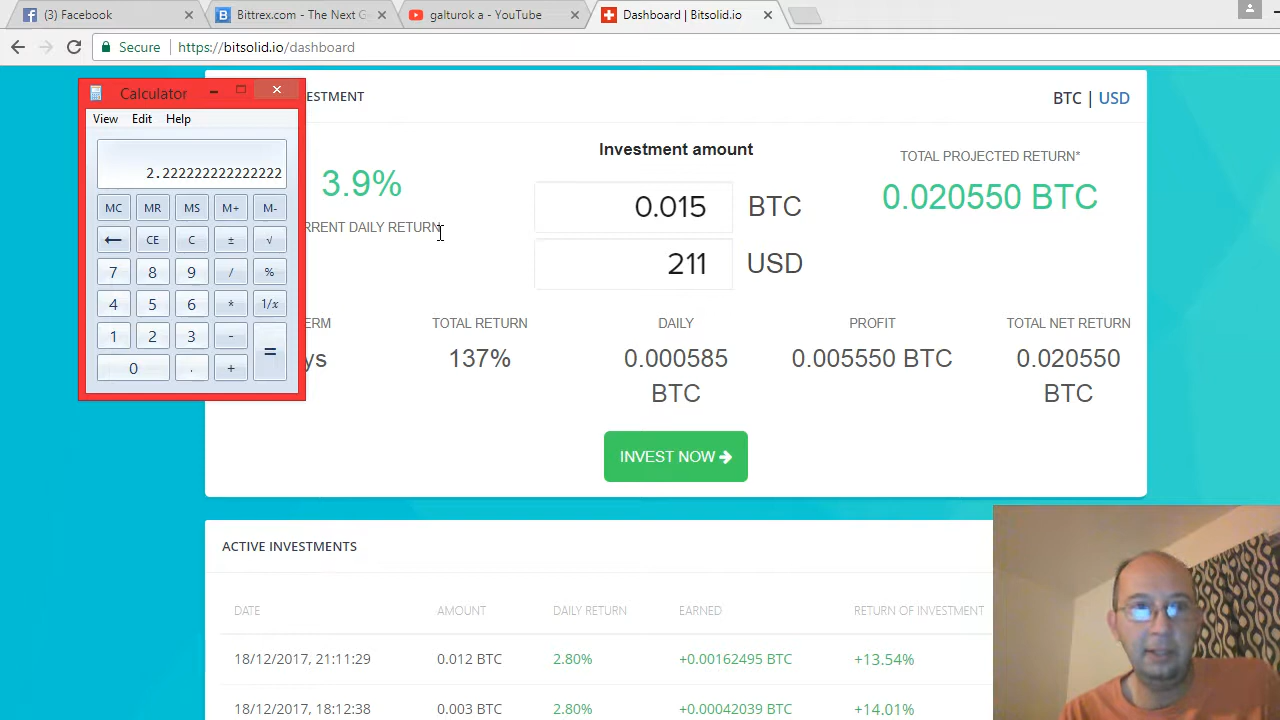 (3) Facebook
Bittrex.com - The Next G
galturok a - YouTube
Dashboard | Bitsolid.io
Secure https://bitsolid.io/dashboard
Calculator
View Edit Help
2.222222222222222
MC MR MS M+ M-
← CE C ± √
7 8 9 / %
4 5 6 * 1/x
1 2 3 - =
0 . +
ESTMENT
BTC | USD
3.9%
RRENT DAILY RETURN
Investment amount
0.015 BTC
211 USD
TOTAL PROJECTED RETURN*
0.020550 BTC
ERM
ys
TOTAL RETURN
137%
DAILY
0.000585
BTC
PROFIT
0.005550 BTC
TOTAL NET RETURN
0.020550
BTC
INVEST NOW
ACTIVE INVESTMENTS
DATE AMOUNT DAILY RETURN EARNED RETURN OF INVESTMENT
18/12/2017, 21:11:29 0.012 BTC 2.80% +0.00162495 BTC +13.54%
18/12/2017, 18:12:38 0.003 BTC 2.80% +0.00042039 BTC +14.01%